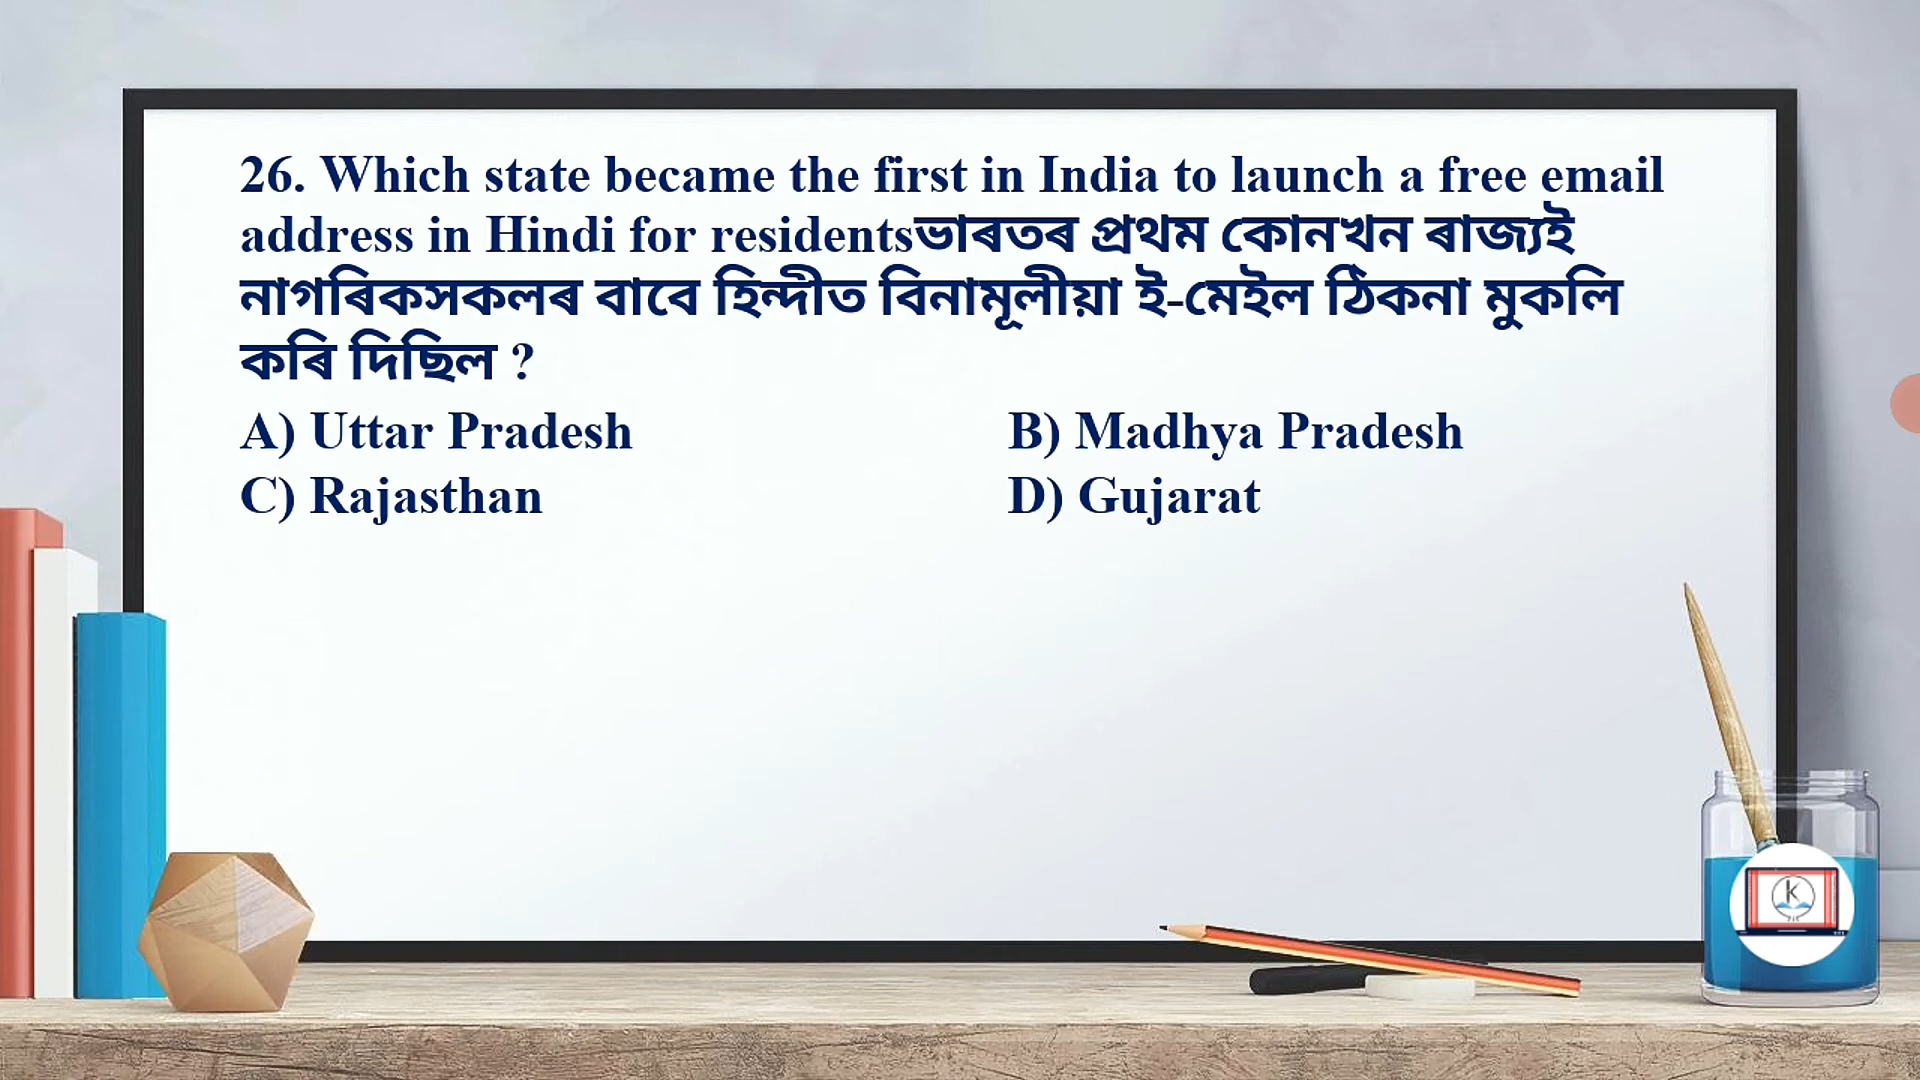 26. Which state became the first in India to launch a free email
address in Hindi for residentsভাৰতৰ প্ৰথম কোনখন ৰাজ্যই
নাগৰিকসকলৰ বাবে হিন্দীত বিনামূলীয়া ই-মেইল ঠিকনা মুকলি
কৰি দিছিল ?
A) Uttar Pradesh B) Madhya Pradesh
C) Rajasthan D) Gujarat
K